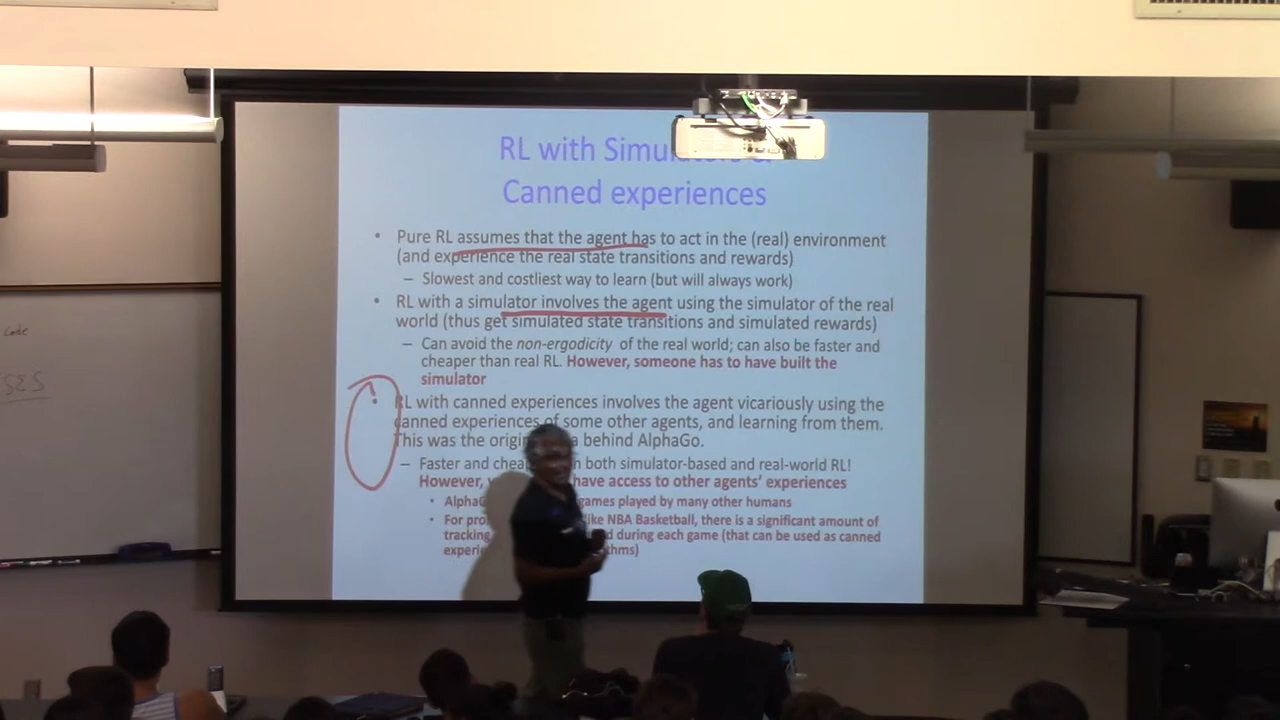 RL with Simulators &
Canned experiences
• Pure RL assumes that the agent has to act in the (real) environment
(and experience the real state transitions and rewards)
– Slowest and costliest way to learn (but will always work)
• RL with a simulator involves the agent using the simulator of the real
world (thus get simulated state transitions and simulated rewards)
– Can avoid the non-ergodicity of the real world; can also be faster and
cheaper than real RL. However, someone has to have built the
simulator
Code
• RL with canned experiences involves the agent vicariously using the
canned experiences of some other agents, and learning from them.
This was the origin a behind AlphaGo.
– Faster and cheap both simulator-based and real-world RL!
However, have access to other agents' experiences
• AlphaG games played by many other humans
• For pro like NBA Basketball, there is a significant amount of
tracking d during each game (that can be used as canned
experie thms)